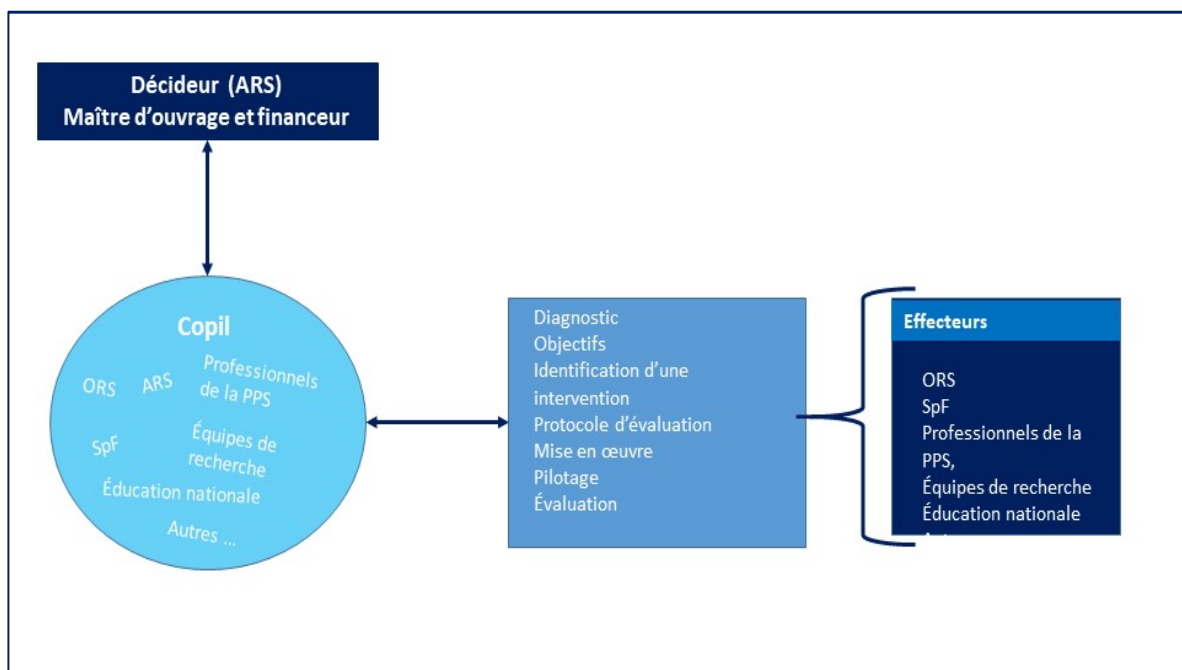 Décideur (ARS)
Maître d'ouvrage et financeur
Copil
ORS
ARS
Professionnels
de la PPS
SpF
Équipes de
recherche
Éducation nationale
Autres ...
Diagnostic
Objectifs
Identification d'une
intervention
Protocole d'évaluation
Mise en œuvre
Pilotage
Évaluation
Effecteurs
ORS
SpF
Professionnels de la
PPS,
Équipes de recherche
Éducation nationale